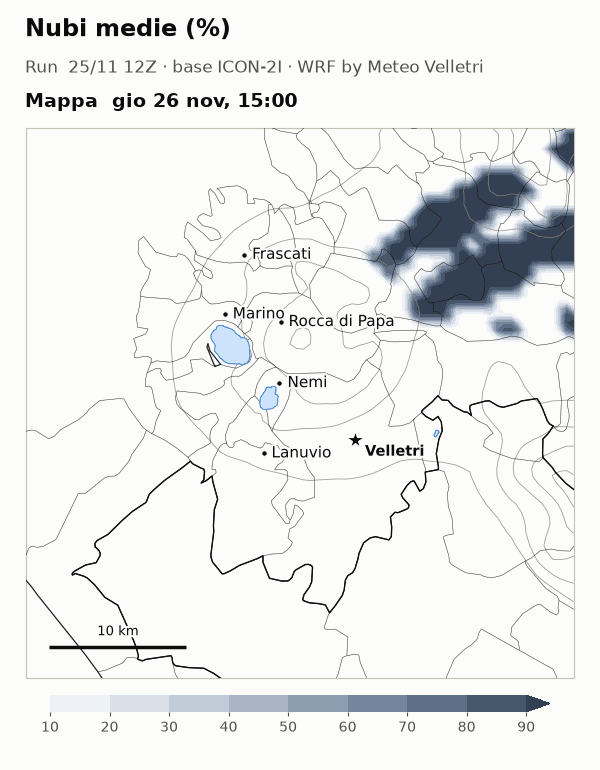 Nubi medie (%)
Run 25/11 12Z · base ICON-2I · WRF by Meteo Velletri
Mappa gio 26 nov, 15:00
Frascati
Marino
Rocca di Papa
Nemi
Velletri
Lanuvio
10 km
10 20 30 40 50 60 70 80 90